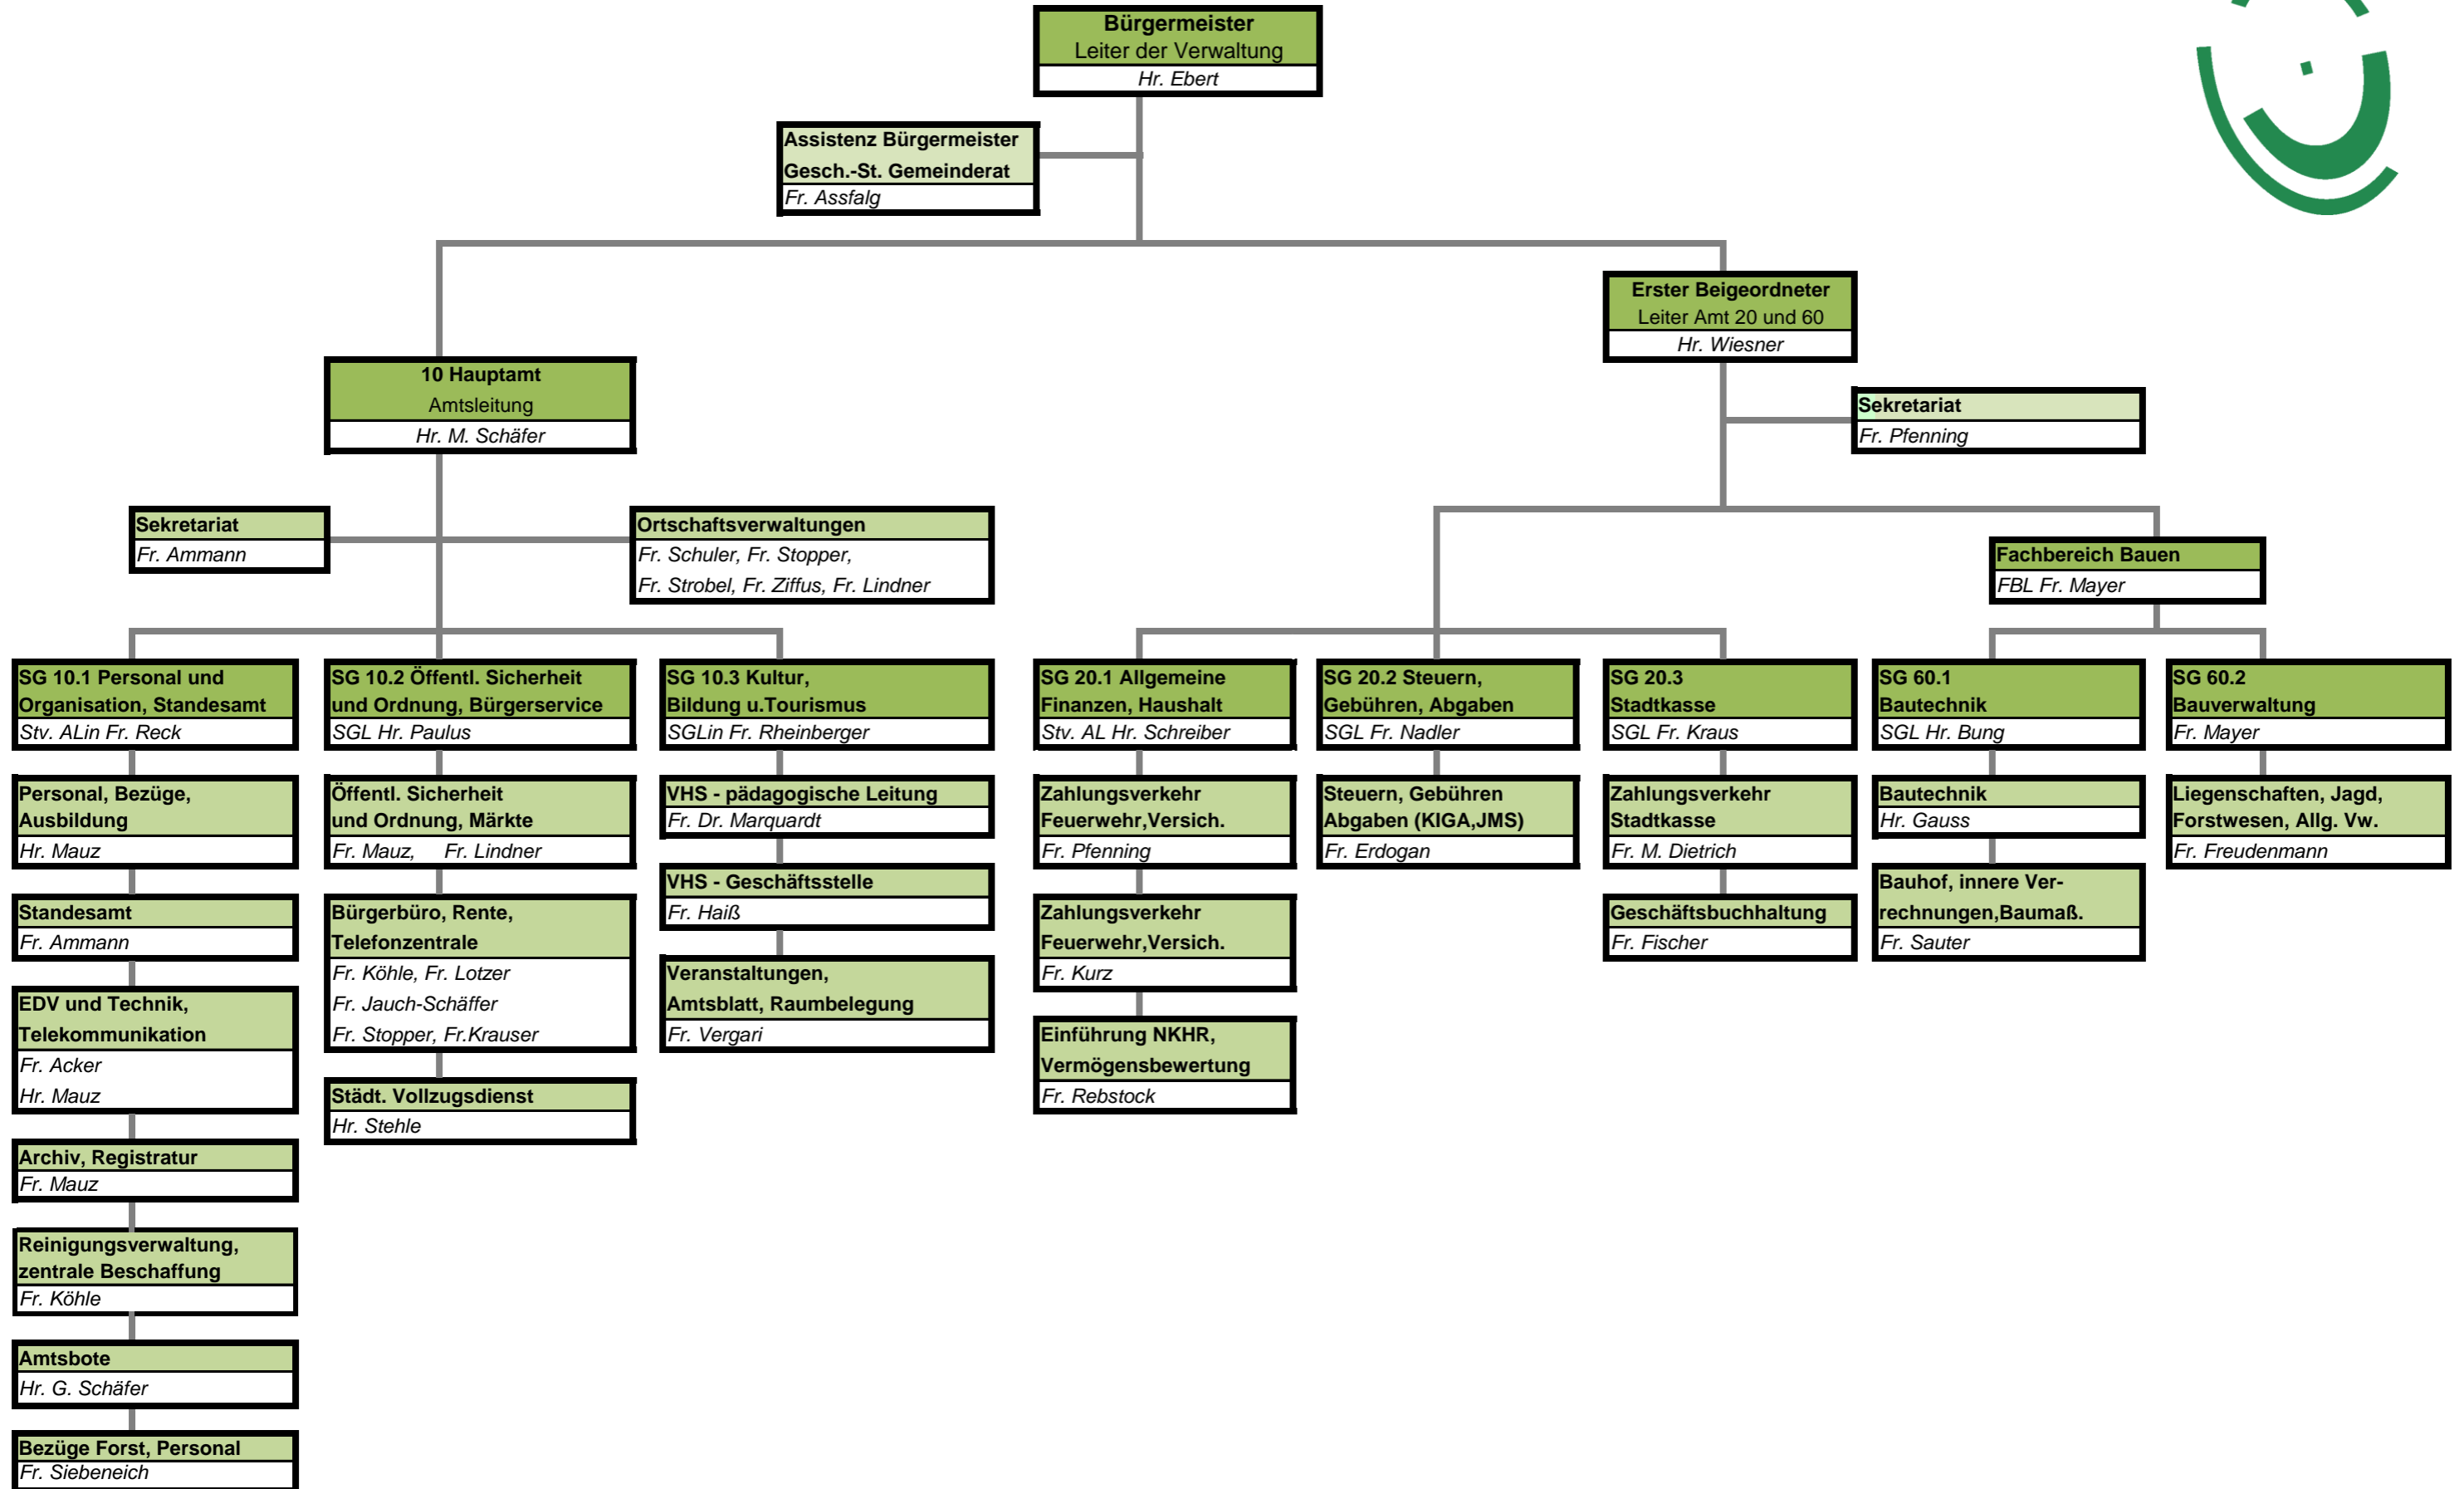 Bürgermeister
Leiter der Verwaltung
Hr. Ebert
Assistenz Bürgermeister
Gesch.-St. Gemeinderat
Fr. Assfalg
Erster Beigeordneter
Leiter Amt 20 und 60
Hr. Wiesner
10 Hauptamt
Amtsleitung
Hr. M. Schäfer
Sekretariat
Fr. Pfenning
Sekretariat
Fr. Ammann
Ortschaftsverwaltungen
Fr. Schuler, Fr. Stopper,
Fr. Strobel, Fr. Ziffus, Fr. Lindner
Fachbereich Bauen
FBL Fr. Mayer
SG 10.1 Personal und
Organisation, Standesamt
Stv. ALin Fr. Reck
Personal, Bezüge,
Ausbildung
Hr. Mauz
Standesamt
Fr. Ammann
EDV und Technik,
Telekommunikation
Fr. Acker
Hr. Mauz
Archiv, Registratur
Fr. Mauz
Reinigungsverwaltung,
zentrale Beschaffung
Fr. Köhle
Amtsbote
Hr. G. Schäfer
Bezüge Forst, Personal
Fr. Siebeneich
SG 10.2 Öffentl. Sicherheit
und Ordnung, Bürgerservice
SGL Hr. Paulus
Öffentl. Sicherheit
und Ordnung, Märkte
Fr. Mauz, Fr. Lindner
Bürgerbüro, Rente,
Telefonzentrale
Fr. Köhle, Fr. Lotzer
Fr. Jauch-Schäffer
Fr. Stopper, Fr.Krauser
Städt. Vollzugsdienst
Hr. Stehle
SG 10.3 Kultur,
Bildung u.Tourismus
SGLin Fr. Rheinberger
VHS - pädagogische Leitung
Fr. Dr. Marquardt
VHS - Geschäftsstelle
Fr. Haiß
Veranstaltungen,
Amtsblatt, Raumbelegung
Fr. Vergari
SG 20.1 Allgemeine
Finanzen, Haushalt
Stv. AL Hr. Schreiber
Zahlungsverkehr
Feuerwehr,Versich.
Fr. Pfenning
Zahlungsverkehr
Feuerwehr,Versich.
Fr. Kurz
Einführung NKHR,
Vermögensbewertung
Fr. Rebstock
SG 20.2 Steuern,
Gebühren, Abgaben
SGL Fr. Nadler
Steuern, Gebühren
Abgaben (KIGA,JMS)
Fr. Erdogan
SG 20.3
Stadtkasse
SGL Fr. Kraus
Zahlungsverkehr
Stadtkasse
Fr. M. Dietrich
Geschäftsbuchhaltung
Fr. Fischer
SG 60.1
Bautechnik
SGL Hr. Bung
Bautechnik
Hr. Gauss
Bauhof, innere Ver-
rechnungen,Baumaß.
Fr. Sauter
SG 60.2
Bauverwaltung
Fr. Mayer
Liegenschaften, Jagd,
Forstwesen, Allg. Vw.
Fr. Freudenmann